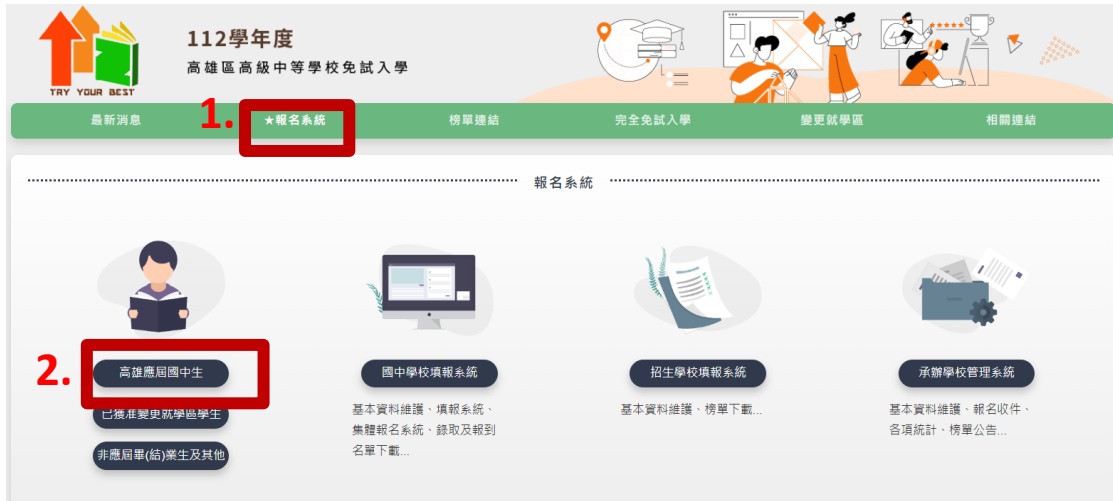 TRY YOUR BEST
112學年度
高雄區高級中等學校免試入學
最新消息
1.
★報名系統
榜單連結
完全免試入學
變更就學區
相關連結
報名系統
2.
高雄應屆國中生
已獲准變更就學區學生
非應屆畢(結)業生及其他
國中學校填報系統
基本資料維護、填報系統、
集體報名系統、錄取及報到
名單下載...
招生學校填報系統
基本資料維護、榜單下載...
承辦學校管理系統
基本資料維護、報名收件、
各項統計、榜單公告...